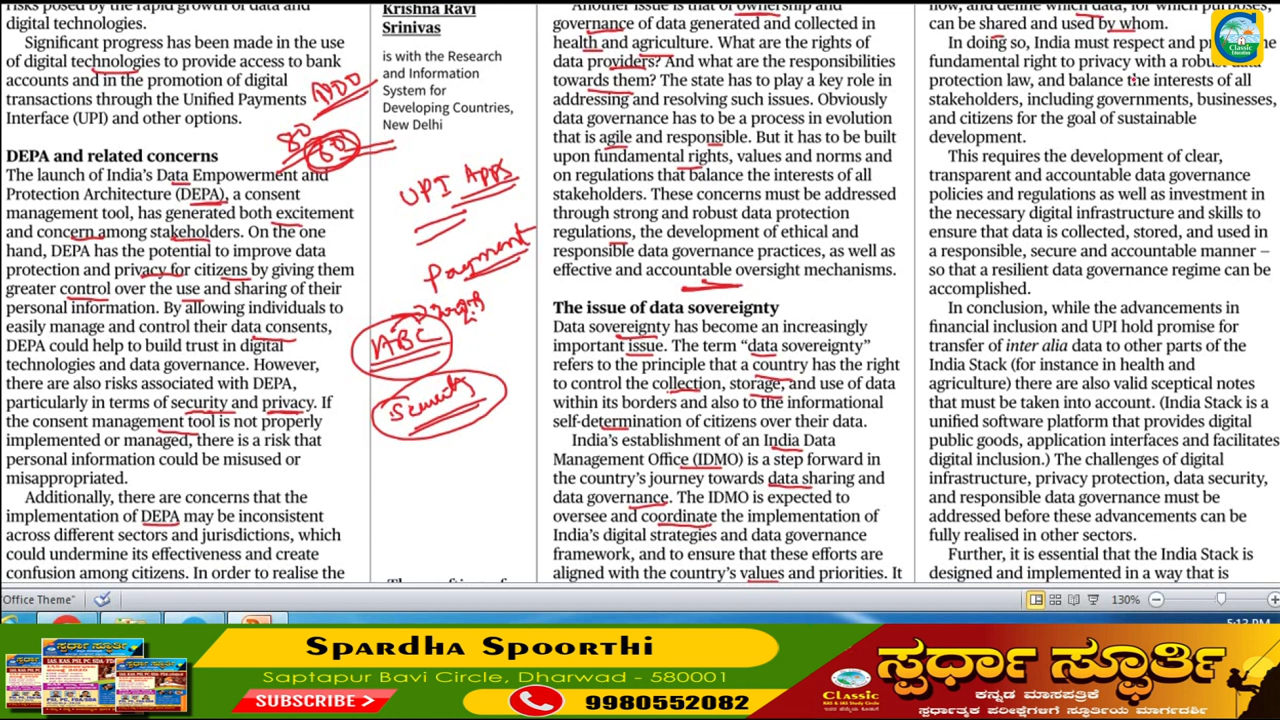 risks posed by the rapid growth of data and
digital technologies.
Significant progress has been made in the use
of digital technologies to provide access to bank
accounts and in the promotion of digital
transactions through the Unified Payments
Interface (UPI) and other options.
DEPA and related concerns
The launch of India's Data Empowerment and
Protection Architecture (DEPA), a consent
management tool, has generated both excitement
and concern among stakeholders. On the one
hand, DEPA has the potential to improve data
protection and privacy for citizens by giving them
greater control over the use and sharing of their
personal information. By allowing individuals to
easily manage and control their data consents,
DEPA could help to build trust in digital
technologies and data governance. However,
there are also risks associated with DEPA,
particularly in terms of security and privacy. If
the consent management tool is not properly
implemented or managed, there is a risk that
personal information could be misused or
misappropriated.
Additionally, there are concerns that the
implementation of DEPA may be inconsistent
across different sectors and jurisdictions, which
could undermine its effectiveness and create
confusion among citizens. In order to realise the
Krishna Ravi
Srinivas
is with the Research
and Information
System for
Developing Countries,
New Delhi
80
80
UPI APPS
Payment
ABC
Security
Another issue is that of ownership and
governance of data generated and collected in
health and agriculture. What are the rights of
data providers? And what are the responsibilities
towards them? The state has to play a key role in
addressing and resolving such issues. Obviously
data governance has to be a process in evolution
that is agile and responsible. But it has to be built
upon fundamental rights, values and norms and
on regulations that balance the interests of all
stakeholders. These concerns must be addressed
through strong and robust data protection
regulations, the development of ethical and
responsible data governance practices, as well as
effective and accountable oversight mechanisms.
The issue of data sovereignty
Data sovereignty has become an increasingly
important issue. The term “data sovereignty”
refers to the principle that a country has the right
to control the collection, storage, and use of data
within its borders and also to the informational
self-determination of citizens over their data.
India's establishment of an India Data
Management Office (IDMO) is a step forward in
the country's journey towards data sharing and
data governance. The IDMO is expected to
oversee and coordinate the implementation of
India's digital strategies and data governance
framework, and to ensure that these efforts are
aligned with the country's values and priorities. It
flow, and define which data, for which purposes,
can be shared and used by whom.
In doing so, India must respect and the
fundamental right to privacy with a robust data
protection law, and balance the interests of all
stakeholders, including governments, businesses,
and citizens for the goal of sustainable
development.
This requires the development of clear,
transparent and accountable data governance
policies and regulations as well as investment in
the necessary digital infrastructure and skills to
ensure that data is collected, stored, and used in
a responsible, secure and accountable manner –
so that a resilient data governance regime can be
accomplished.
In conclusion, while the advancements in
financial inclusion and UPI hold promise for
transfer of inter alia data to other parts of the
India Stack (for instance in health and
agriculture) there are also valid sceptical notes
that must be taken into account. (India Stack is a
unified software platform that provides digital
public goods, application interfaces and facilitates
digital inclusion.) The challenges of digital
infrastructure, privacy protection, data security,
and responsible data governance must be
addressed before these advancements can be
fully realised in other sectors.
Further, it is essential that the India Stack is
designed and implemented in a way that is
Classic
Education
Office Theme"
130%
5:12 PM
Spardha Spoorthi
Saptapur Bavi Circle, Dharwad - 580001
SUBSCRIBE
9980552082
ಸ್ಪರ್ಧಾ ಸ್ಫೂರ್ತಿ
ಕನ್ನಡ ಮಾಸಪತ್ರಿಕೆ
ಸ್ಪರ್ಧಾತ್ಮಕ ಪರೀಕ್ಷೆಗಳಿಗೆ ಸ್ಫೂರ್ತಿಯ ಮಾರ್ಗದರ್ಶಿ
Classic
KAS & IAS Study Circle